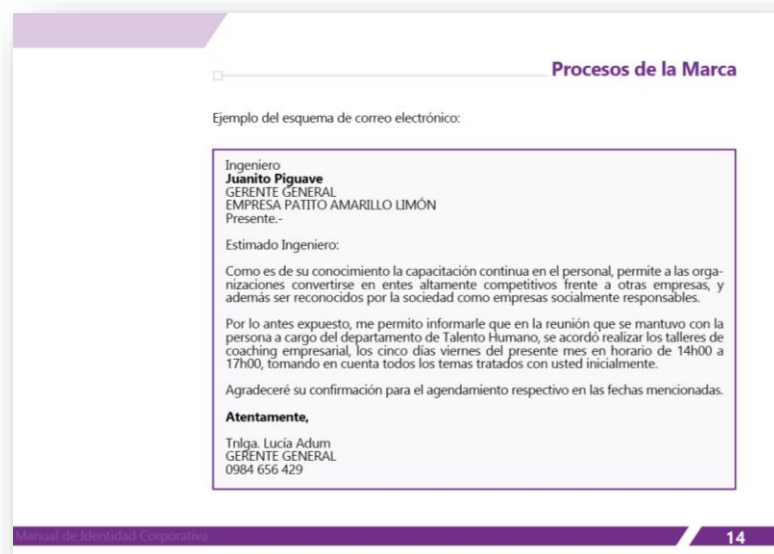 Procesos de la Marca
Ejemplo del esquema de correo electrónico:
Ingeniero
Juanito Piguave
GERENTE GENERAL
EMPRESA PATITO AMARILLO LIMÓN
Presente.-
Estimado Ingeniero:
Como es de su conocimiento la capacitación continua en el personal, permite a las orga-
nizaciones convertirse en entes altamente competitivos frente a otras empresas, y
además ser reconocidos por la sociedad como empresas socialmente responsables.
Por lo antes expuesto, me permito informarle que en la reunión que se mantuvo con la
persona a cargo del departamento de Talento Humano, se acordó realizar los talleres de
coaching empresarial, los cinco días viernes del presente mes en horario de 14h00 a
17h00, tomando en cuenta todos los temas tratados con usted inicialmente.
Agradeceré su confirmación para el agendamiento respectivo en las fechas mencionadas.
Atentamente,
Tnlga. Lucía Adum
GERENTE GENERAL
0984 656 429
Manual de Identidad Corporativa
14